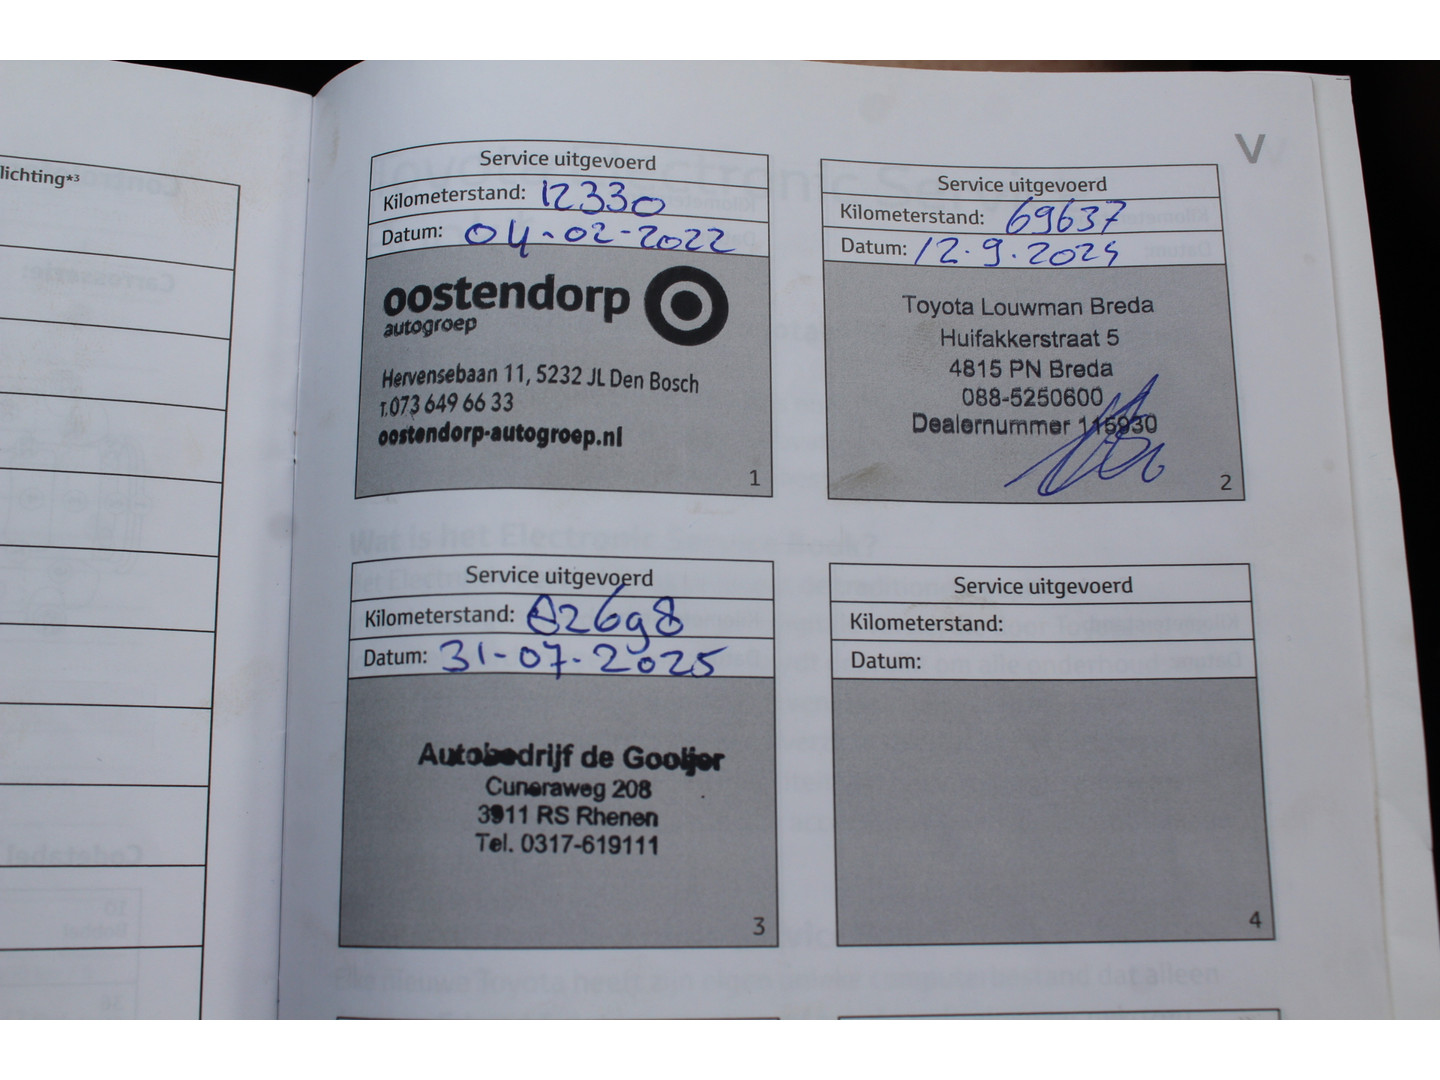 lichting*³
V
Service uitgevoerd
Kilometerstand: 12330
Datum: 04-02-2022
oostendorp
autogroep
Hervensebaan 11, 5232 JL Den Bosch
T.073 649 66 33
oostendorp-autogroep.nl
1
Service uitgevoerd
Kilometerstand: 69637
Datum: 12.9.2024
Toyota Louwman Breda
Huifakkerstraat 5
4815 PN Breda
088-5250600
Dealernummer 115930
2
Service uitgevoerd
Kilometerstand: 82698
Datum: 31-07-2025
Autobedrijf de Gooijer
Cuneraweg 208
3911 RS Rhenen
Tel. 0317-619111
3
Service uitgevoerd
Kilometerstand:
Datum:
4